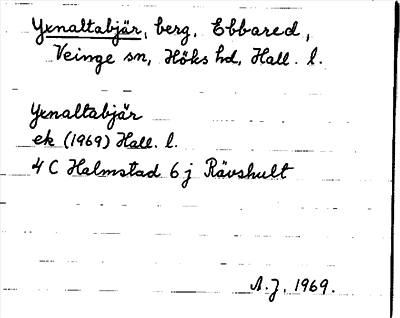 Yxnaltabjär, berg, Ebbared,
Veinge sn, Höks hd, Hall. l.
Yxnaltabjär
ek (1969) Hall. l.
4 C Halmstad 6 j Rävshult
A.J. 1969.